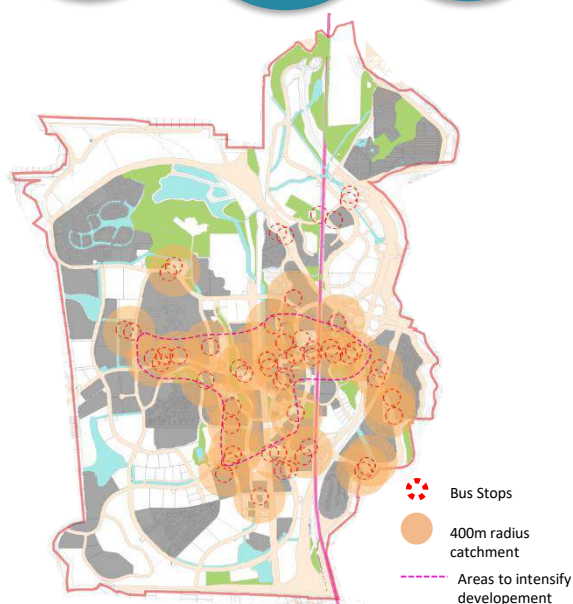 Bus Stops
400m radius
catchment
Areas to intensify
developement